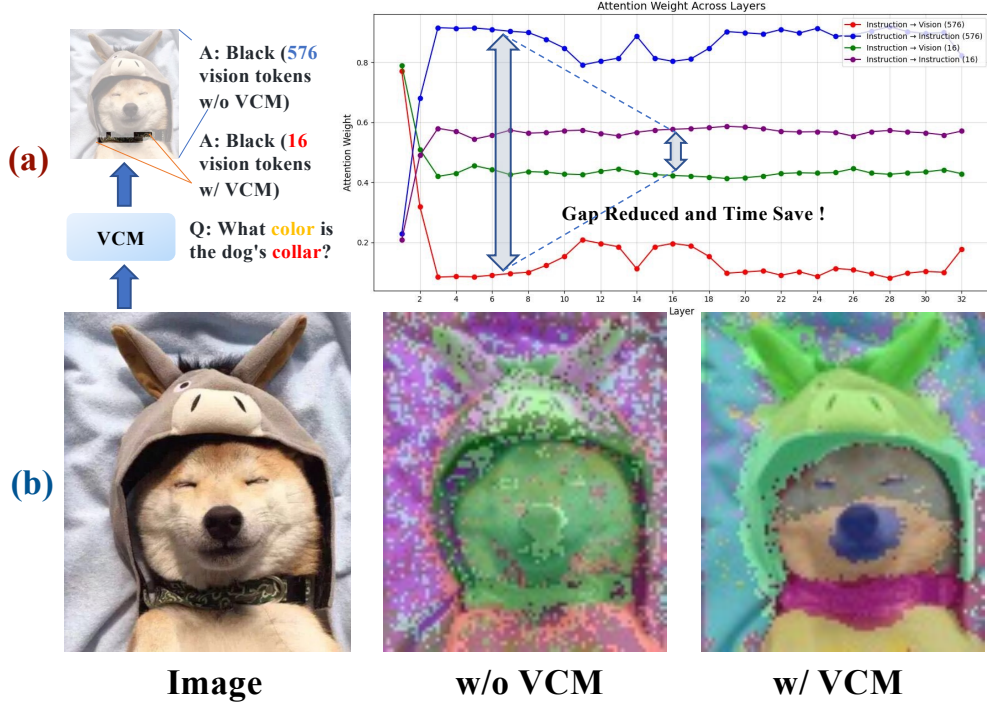 (a)
A: Black (576
vision tokens
w/o VCM)
A: Black (16
vision tokens
w/ VCM)
VCM
Q: What color is
the dog's collar?
Attention Weight Across Layers
Instruction → Vision (576)
Instruction → Instruction (576)
Instruction → Vision (16)
Instruction → Instruction (16)
Attention Weight
0.8
0.6
0.4
0.2
Gap Reduced and Time Save !
2 4 6 8 10 12 14 16 18 20 22 24 26 28 30 32
Layer
(b)
Image
w/o VCM
w/ VCM